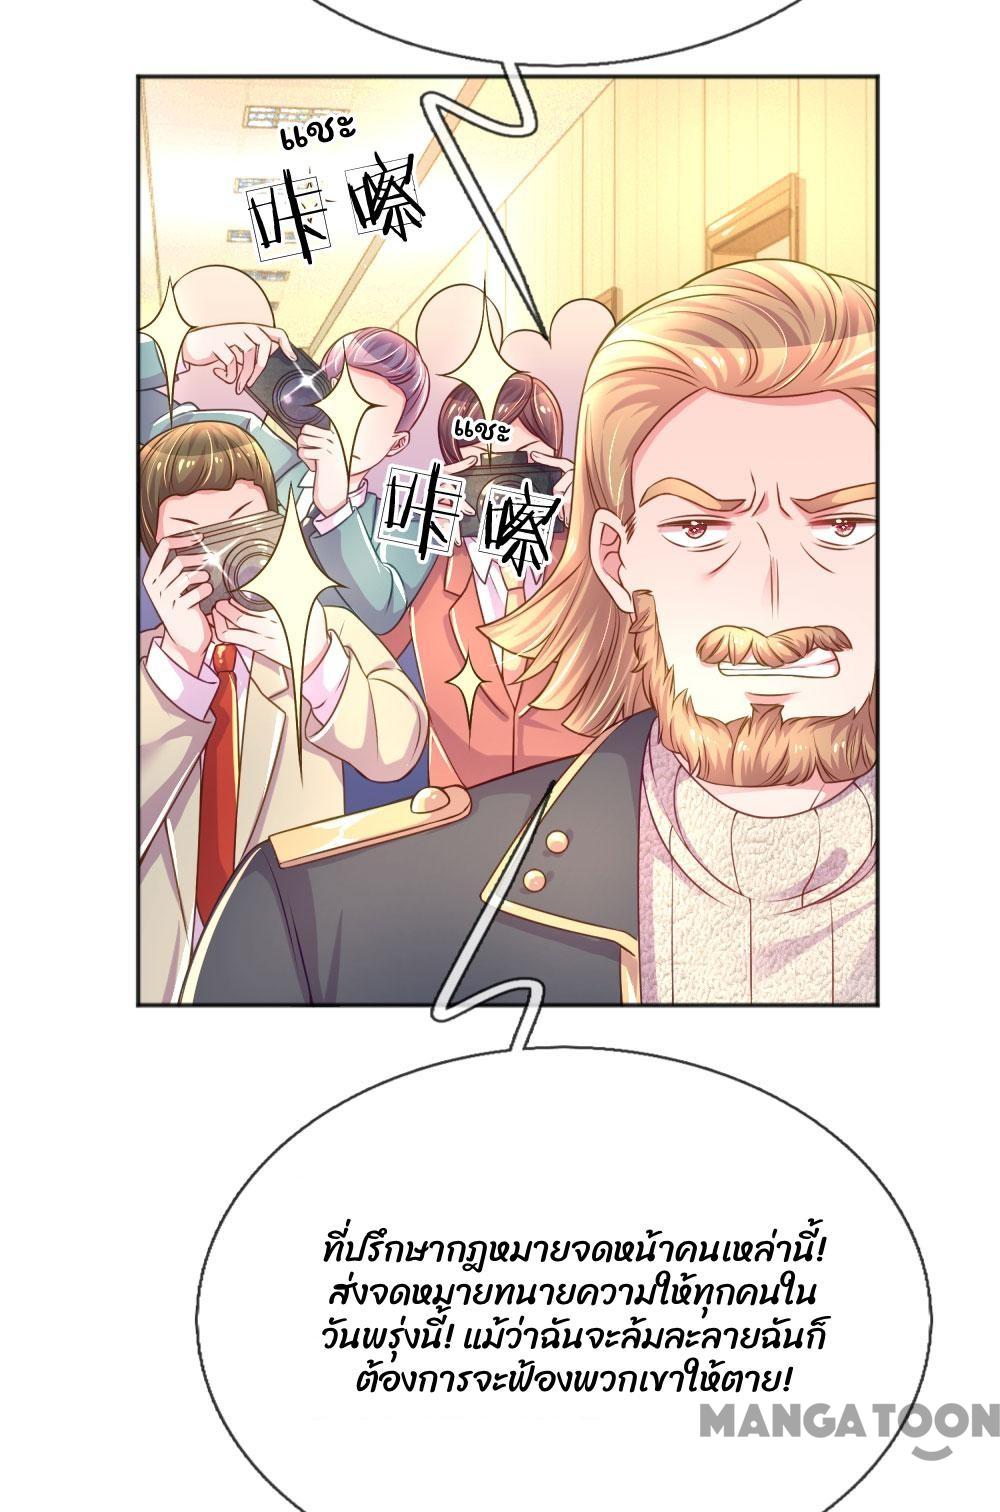 แชะ
咔嚓
แชะ
咔嚓
ที่ปรึกษากฎหมายจดหน้าคนเหล่านี้!
ส่งจดหมายทนายความให้ทุกคนใน
วันพรุ่งนี้! แม้ว่าฉันจะล้มละลายฉันก็
ต้องการจะฟ้องพวกเขาให้ตาย!
MANGATOON